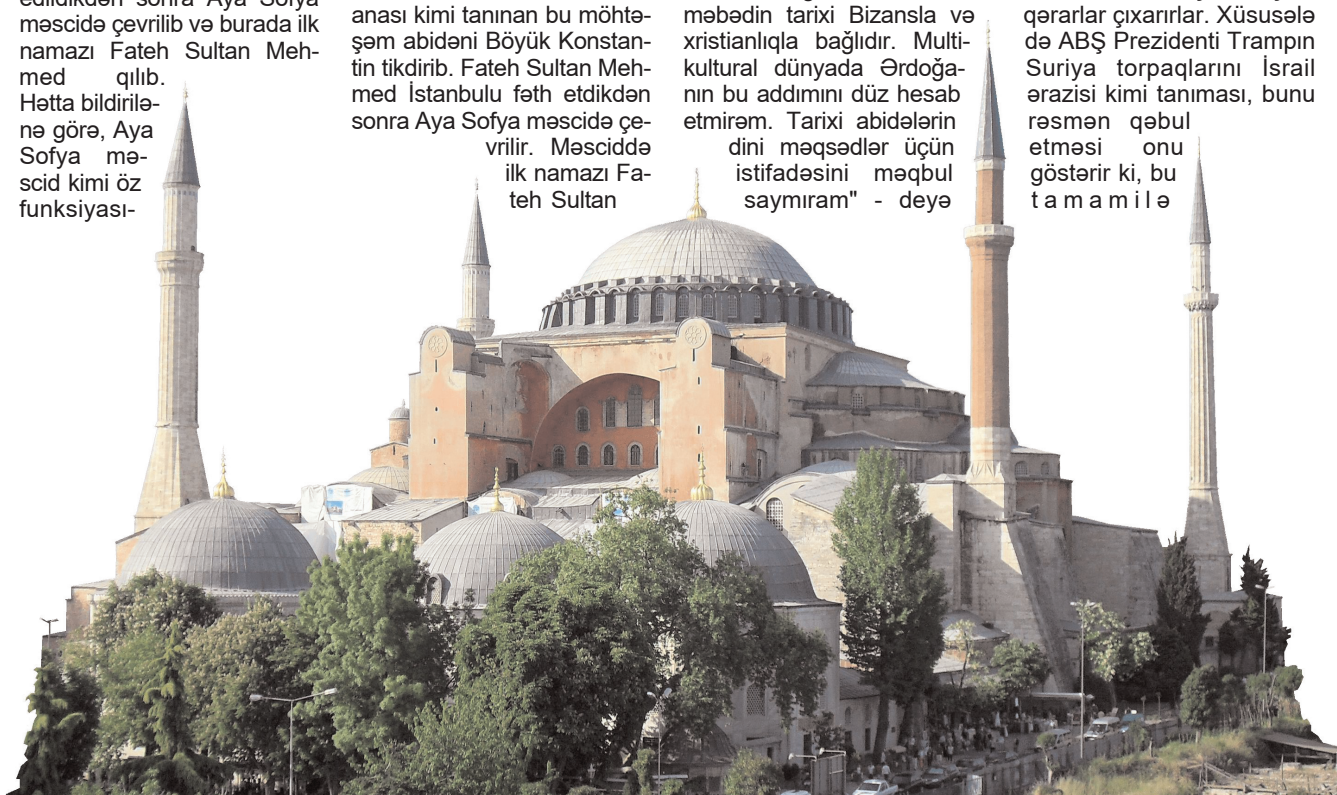 edildikdən sonra Aya Sofya
məscidə çevrilib və burada ilk
namazı Fateh Sultan Meh-
med qılıb.
Hətta bildirilə-
nə görə, Aya
Sofya mə-
scid kimi öz
funksiyası-
anası kimi tanınan bu möhtə-
şəm abidəni Böyük Konstan-
tin tikdirib. Fateh Sultan Meh-
med İstanbulu fəth etdikdən
sonra Aya Sofya məscidə çe-
vrilir. Məsciddə
ilk namazı Fa-
teh Sultan
məbədin tarixi Bizansla və
xristianlıqla bağlıdır. Multi-
kultural dünyada Ərdoğa-
nın bu addımını düz hesab
etmirəm. Tarixi abidələrin
dini məqsədlər üçün
istifadəsini məqbul
saymıram" - deyə
qərarlar çıxarırlar. Xüsusələ
də ABŞ Prezidenti Trampın
Suriya torpaqlarını İsrail
ərazisi kimi tanıması, bunu
rəsmən qəbul
etməsi onu
göstərir ki, bu
tamamilə